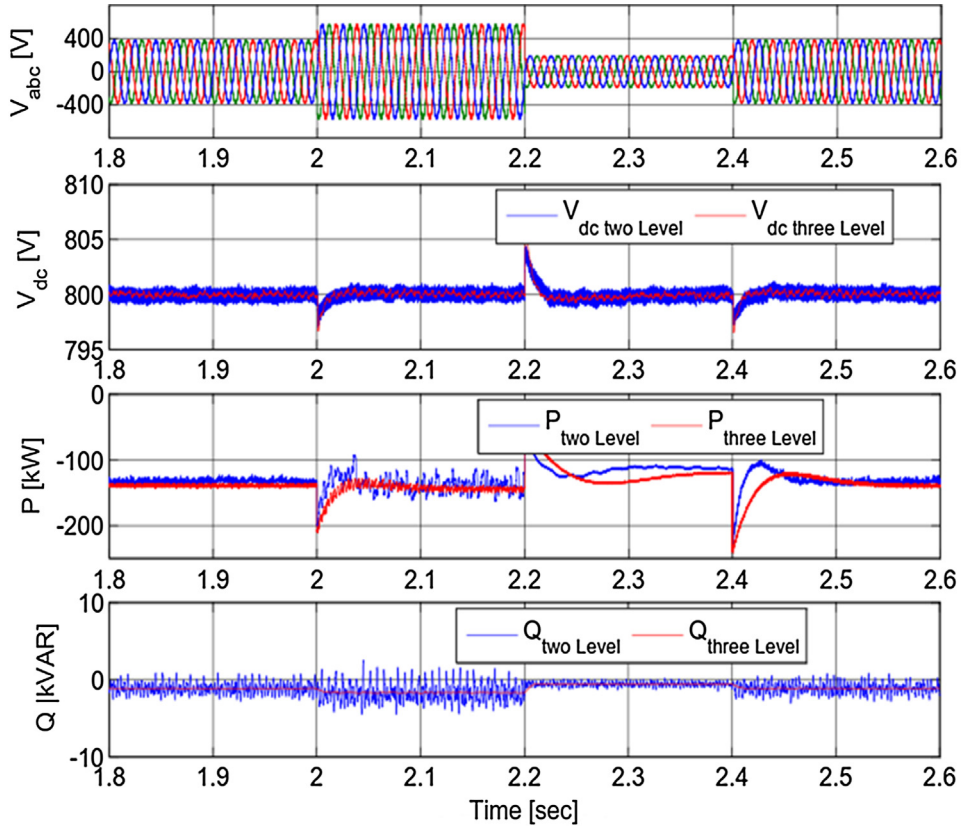 V_abc [V]
400
0
-400
1.8 1.9 2 2.1 2.2 2.3 2.4 2.5 2.6
V_dc [V]
810
805
800
795
V_dc two Level V_dc three Level
1.8 1.9 2 2.1 2.2 2.3 2.4 2.5 2.6
P [kW]
0
-100
-200
P_two Level P_three Level
1.8 1.9 2 2.1 2.2 2.3 2.4 2.5 2.6
Q |kVAR]
10
0
-10
Q_two Level Q_three Level
1.8 1.9 2 2.1 2.2 2.3 2.4 2.5 2.6
Time [sec]